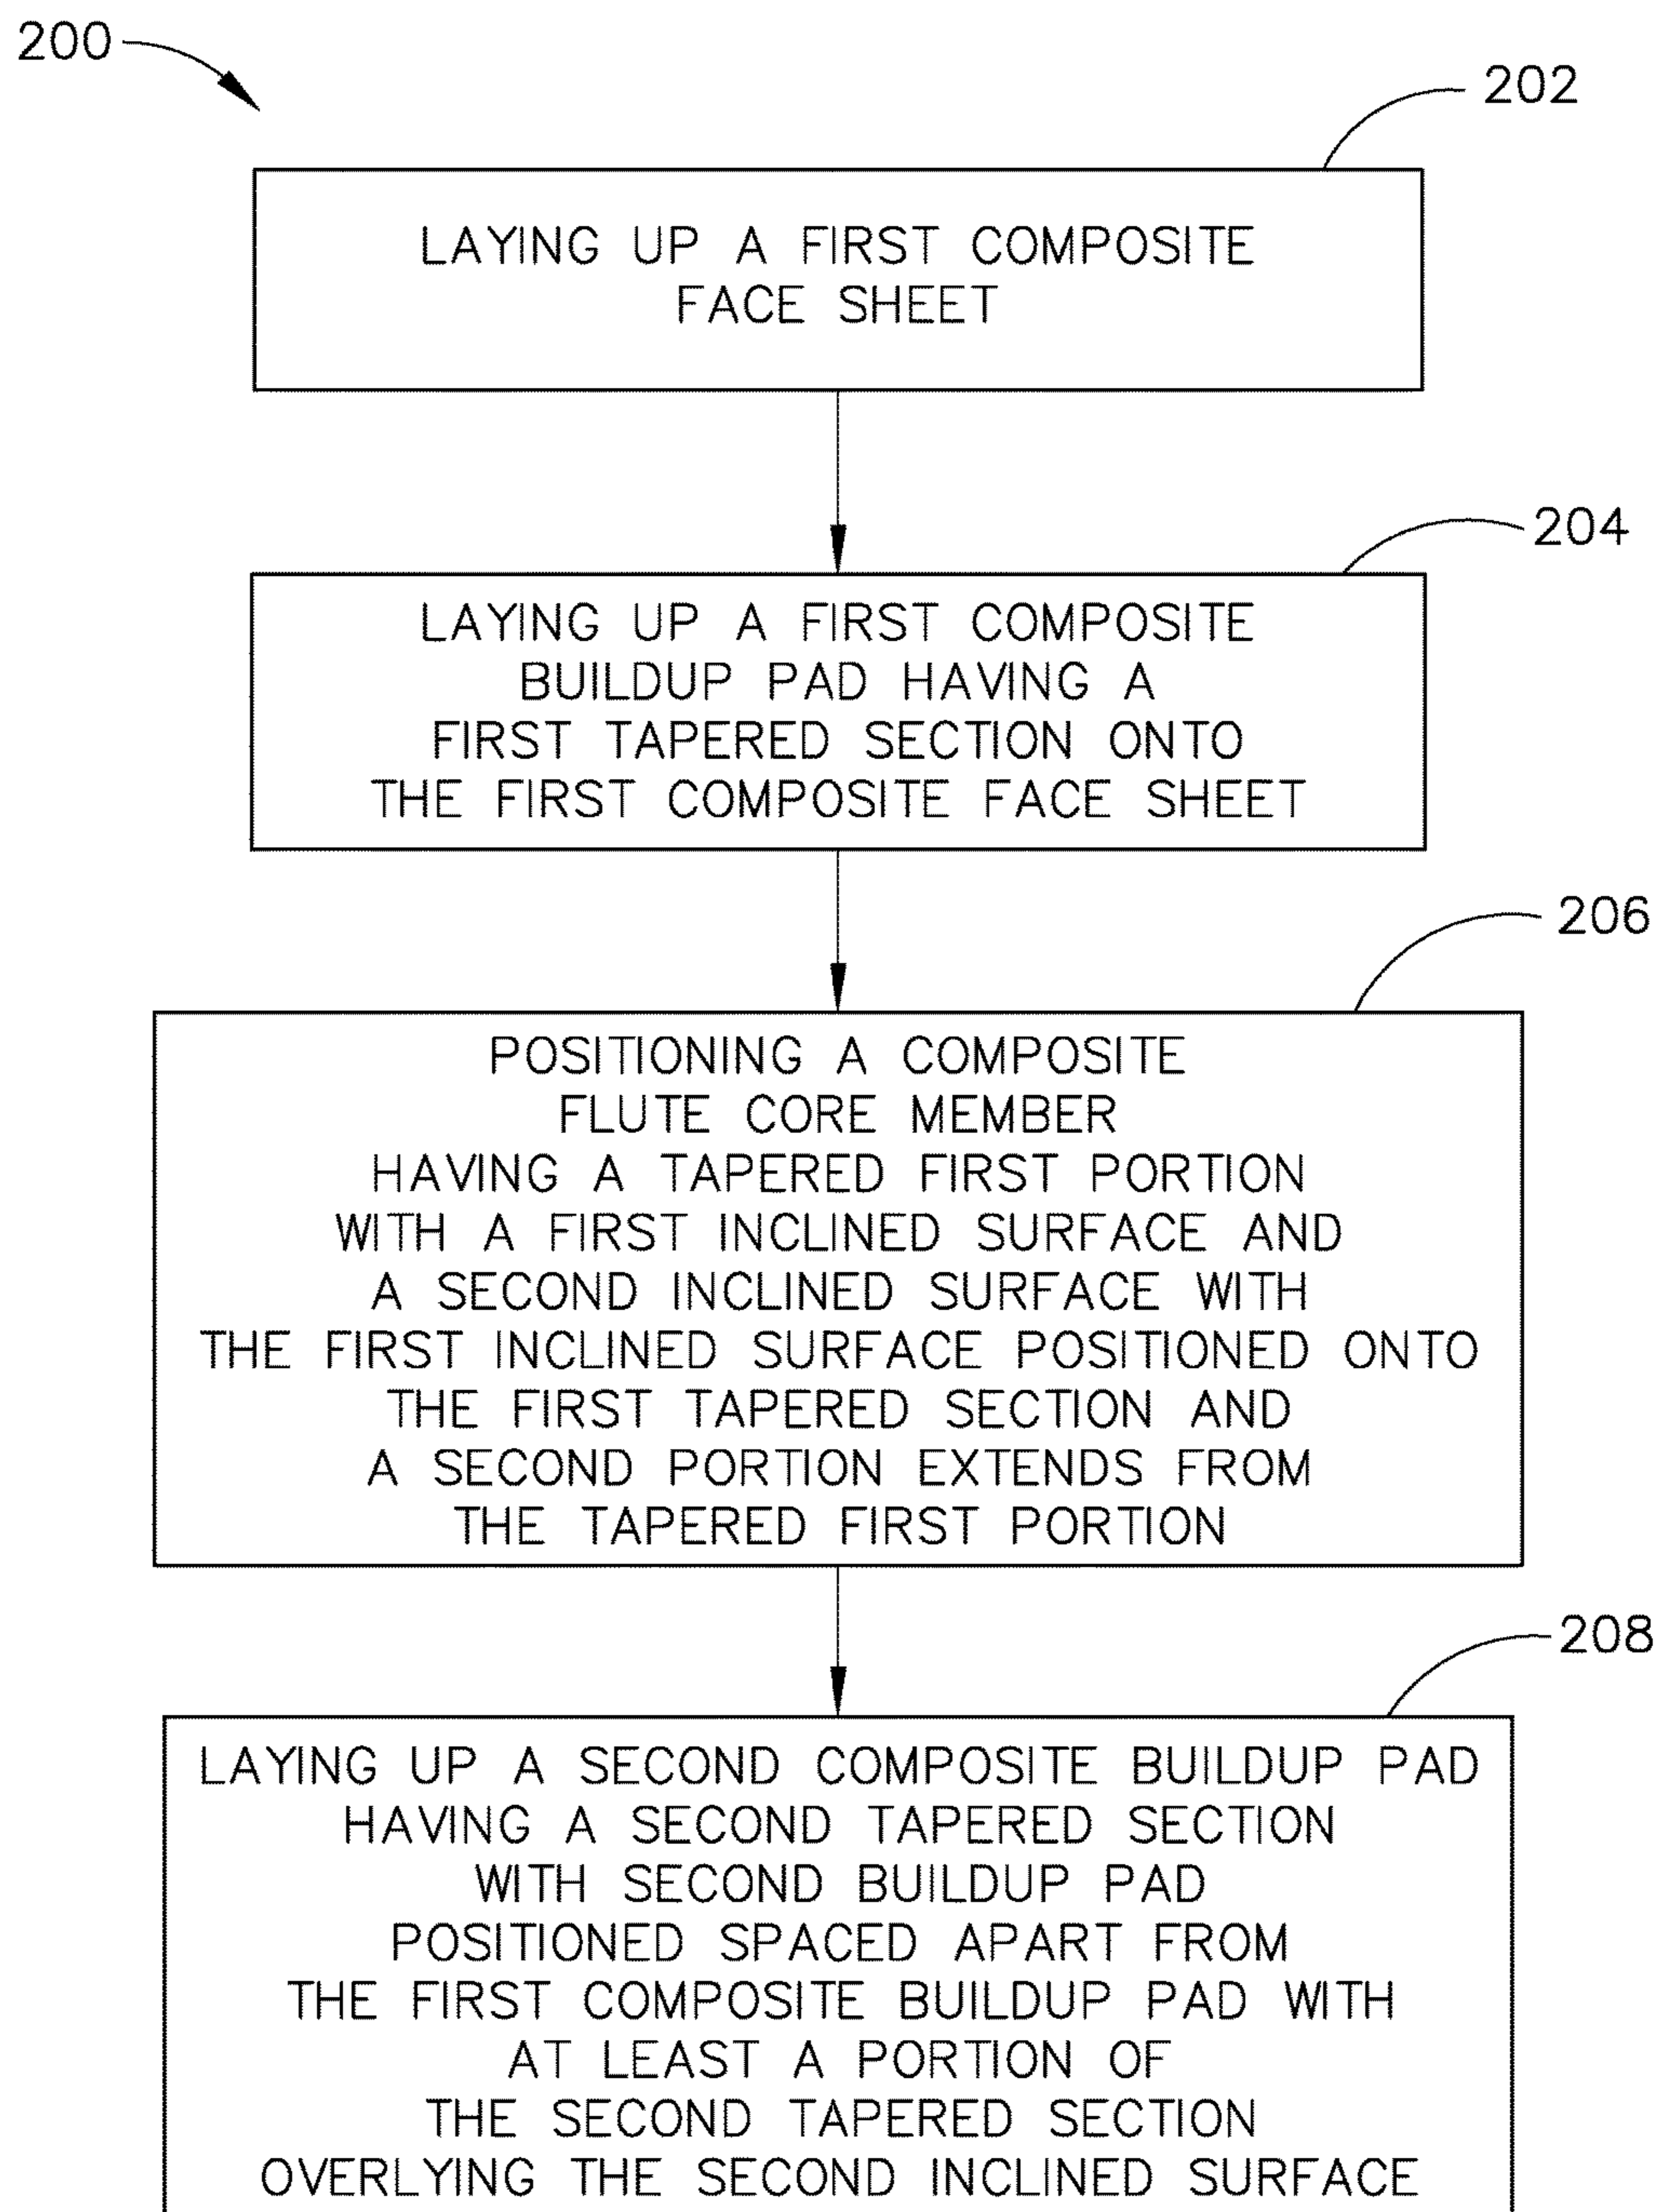 200
202
LAYING UP A FIRST COMPOSITE
FACE SHEET
204
LAYING UP A FIRST COMPOSITE
BUILDUP PAD HAVING A
FIRST TAPERED SECTION ONTO
THE FIRST COMPOSITE FACE SHEET
206
POSITIONING A COMPOSITE
FLUTE CORE MEMBER
HAVING A TAPERED FIRST PORTION
WITH A FIRST INCLINED SURFACE AND
A SECOND INCLINED SURFACE WITH
THE FIRST INCLINED SURFACE POSITIONED ONTO
THE FIRST TAPERED SECTION AND
A SECOND PORTION EXTENDS FROM
THE TAPERED FIRST PORTION
208
LAYING UP A SECOND COMPOSITE BUILDUP PAD
HAVING A SECOND TAPERED SECTION
WITH SECOND BUILDUP PAD
POSITIONED SPACED APART FROM
THE FIRST COMPOSITE BUILDUP PAD WITH
AT LEAST A PORTION OF
THE SECOND TAPERED SECTION
OVERLYING THE SECOND INCLINED SURFACE